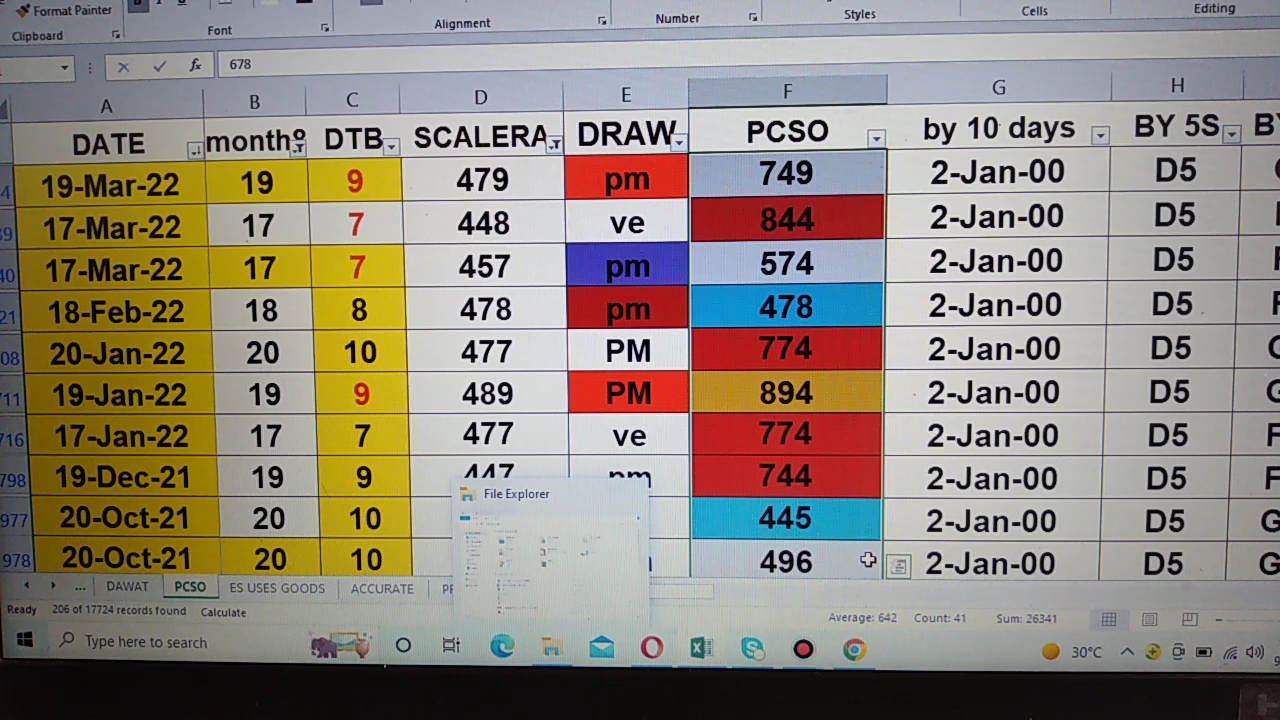 Format Painter
Clipboard
Font
Alignment
Number
Styles
Cells
Editing
fx 678
A B C D E F G H
DATE month DTB SCALERA DRAW PCSO by 10 days BY 5S BY
19-Mar-22 19 9 479 pm 749 2-Jan-00 D5
17-Mar-22 17 7 448 ve 844 2-Jan-00 D5
17-Mar-22 17 7 457 pm 574 2-Jan-00 D5
18-Feb-22 18 8 478 pm 478 2-Jan-00 D5
20-Jan-22 20 10 477 PM 774 2-Jan-00 D5
19-Jan-22 19 9 489 PM 894 2-Jan-00 D5
17-Jan-22 17 7 477 ve 774 2-Jan-00 D5
19-Dec-21 19 9 447 pm 744 2-Jan-00 D5
20-Oct-21 20 10 445 2-Jan-00 D5
20-Oct-21 20 10 496 2-Jan-00 D5
File Explorer
... DAWAT PCSO ES USES GOODS ACCURATE
Ready 206 of 17724 records found Calculate Average: 642 Count: 41 Sum: 26341
Type here to search 30°C